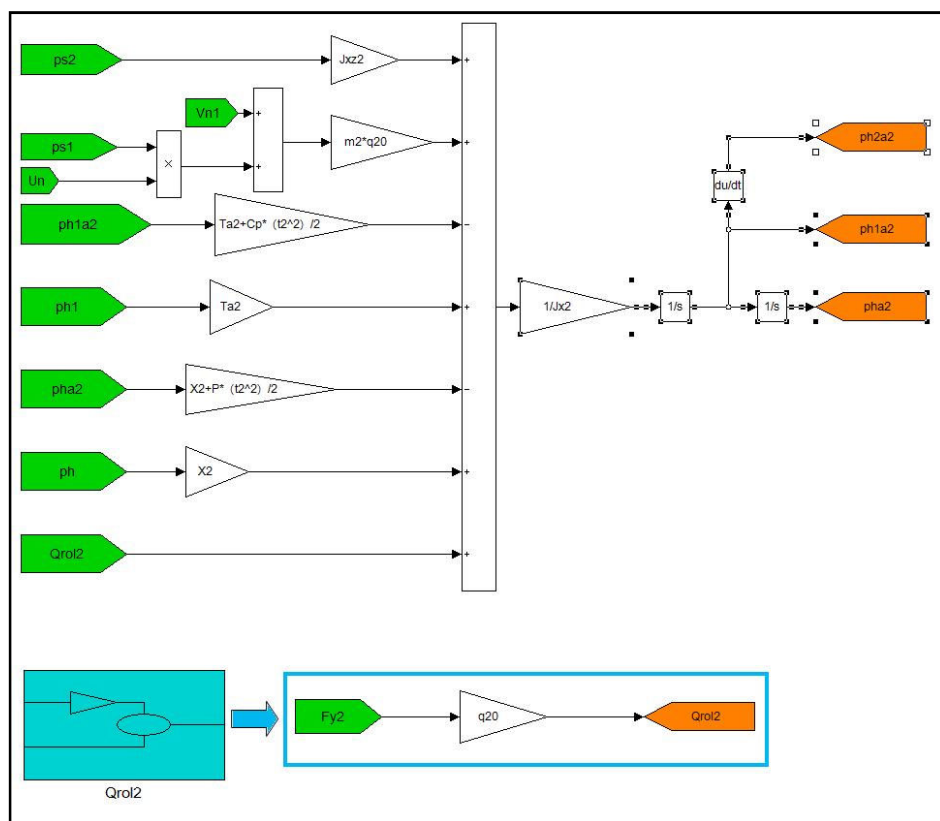 ps2
Jxz2
+
Vn1
+
ps1
m2*q20
+
×
+
Un
ph1a2
Ta2+Cp* (t2^2) /2
−
ph1
Ta2
+
pha2
X2+P* (t2^2) /2
−
ph
X2
+
Qrol2
+
1/Jx2
1/s
1/s
du/dt
ph2a2
ph1a2
pha2
Qrol2
Fy2
q20
Qrol2